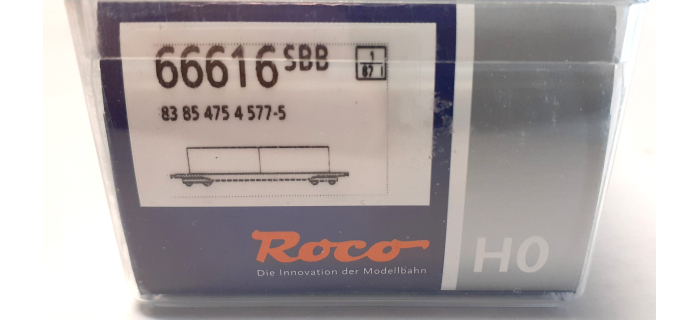 66616 SBB
1
87
83 85 475 4 577-5
Roco
Die Innovation der Modellbahn
H0